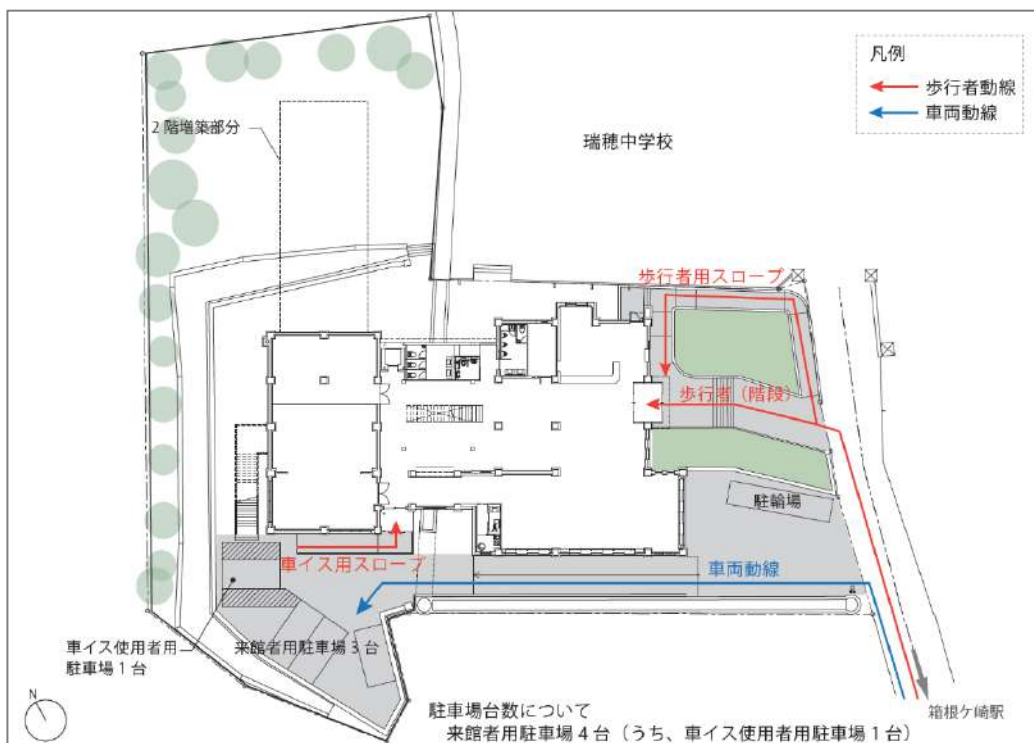 凡例
歩行者動線
車両動線
2階増築部分
瑞穂中学校
歩行者用スロープ
歩行者（階段）
駐輪場
車イス用スロープ
車両動線
車イス使用者用
駐車場1台
来館者用駐車場3台
N
駐車場台数について
来館者用駐車場4台（うち、車イス使用者用駐車場1台）
箱根ケ崎駅